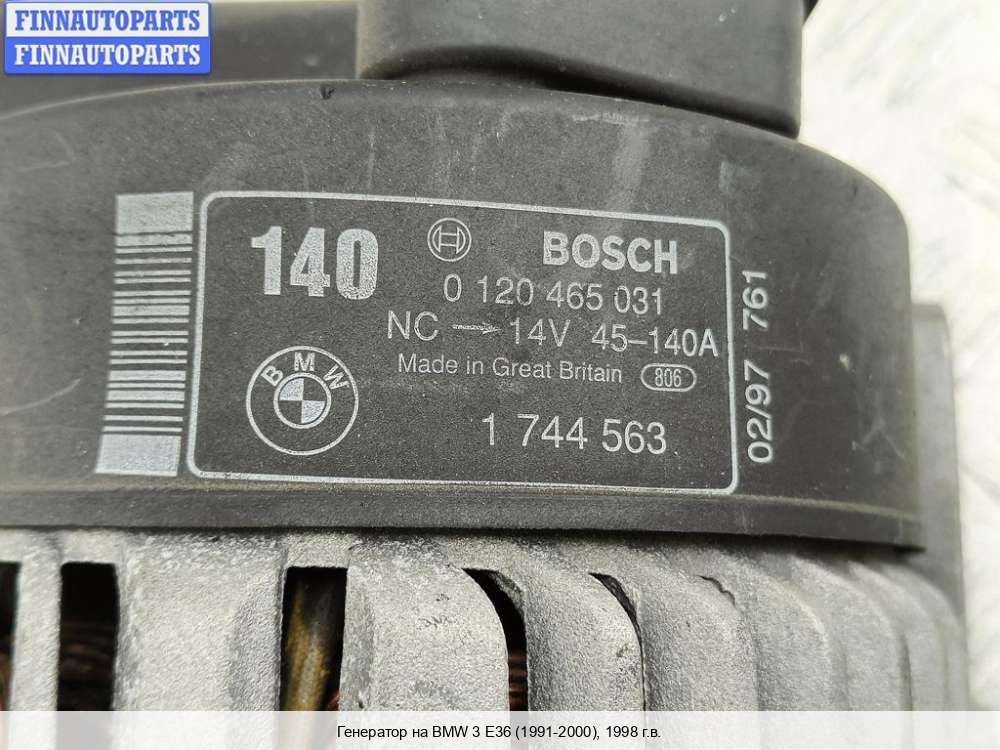 FINNAUTOPARTS
FINNAUTOPARTS
140
BOSCH
0 120 465 031
NC → 14V 45–140A
Made in Great Britain 806
BMW
1 744 563
02/97 761
Генератор на BMW 3 E36 (1991-2000), 1998 г.в.